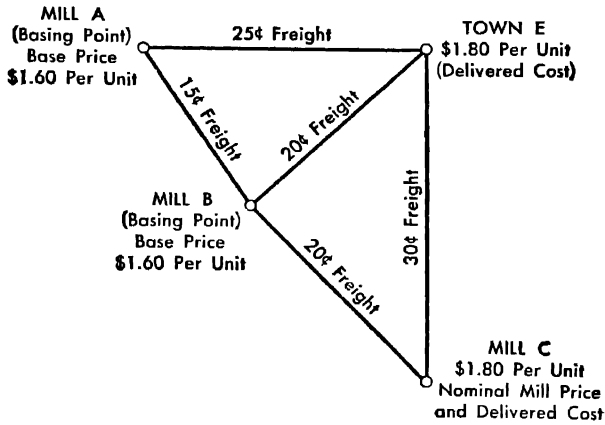 MILL A
(Basing Point)
Base Price
$1.60 Per Unit
25¢ Freight
TOWN E
$1.80 Per Unit
(Delivered Cost)
15¢ Freight
20¢ Freight
MILL B
(Basing Point)
Base Price
$1.60 Per Unit
30¢ Freight
20¢ Freight
MILL C
$1.80 Per Unit
Nominal Mill Price
and Delivered Cost